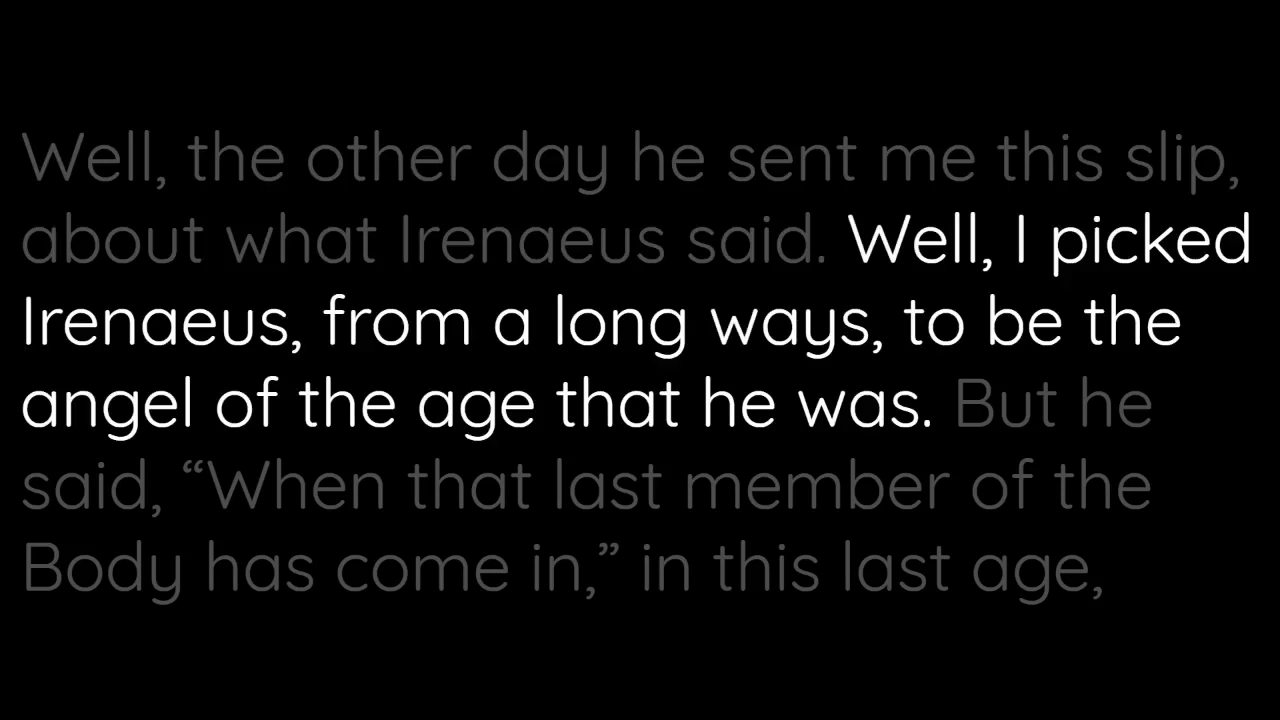 Well, the other day he sent me this slip,
about what Irenaeus said. Well, I picked
Irenaeus, from a long ways, to be the
angel of the age that he was. But he
said, “When that last member of the
Body has come in,” in this last age,